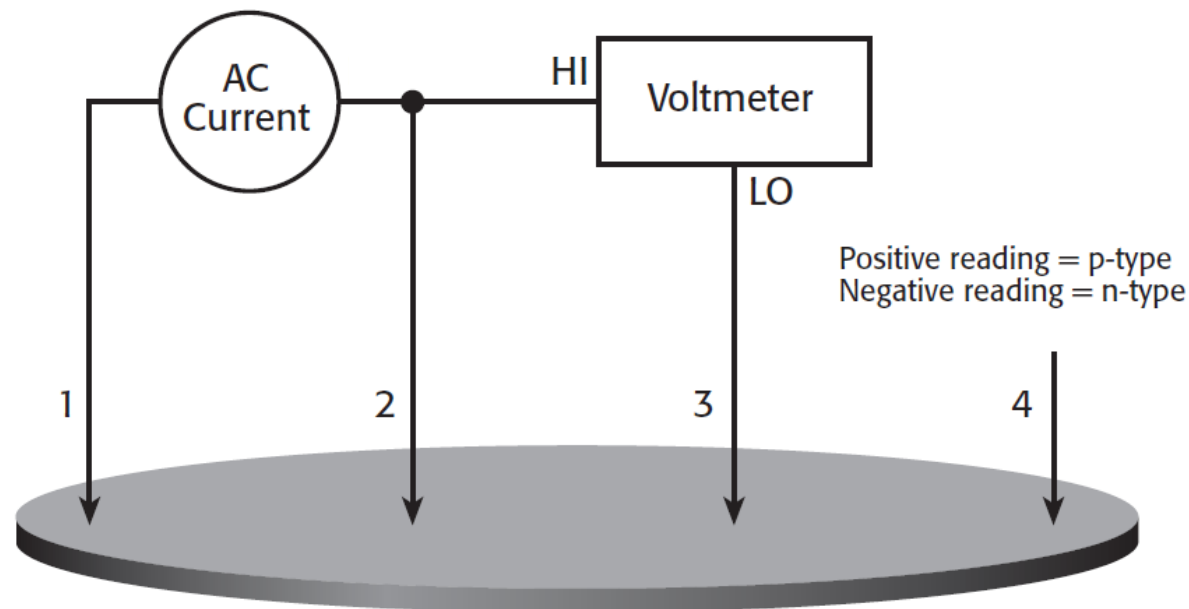 AC
Current
HI
Voltmeter
LO
Positive reading = p-type
Negative reading = n-type
1
2
3
4